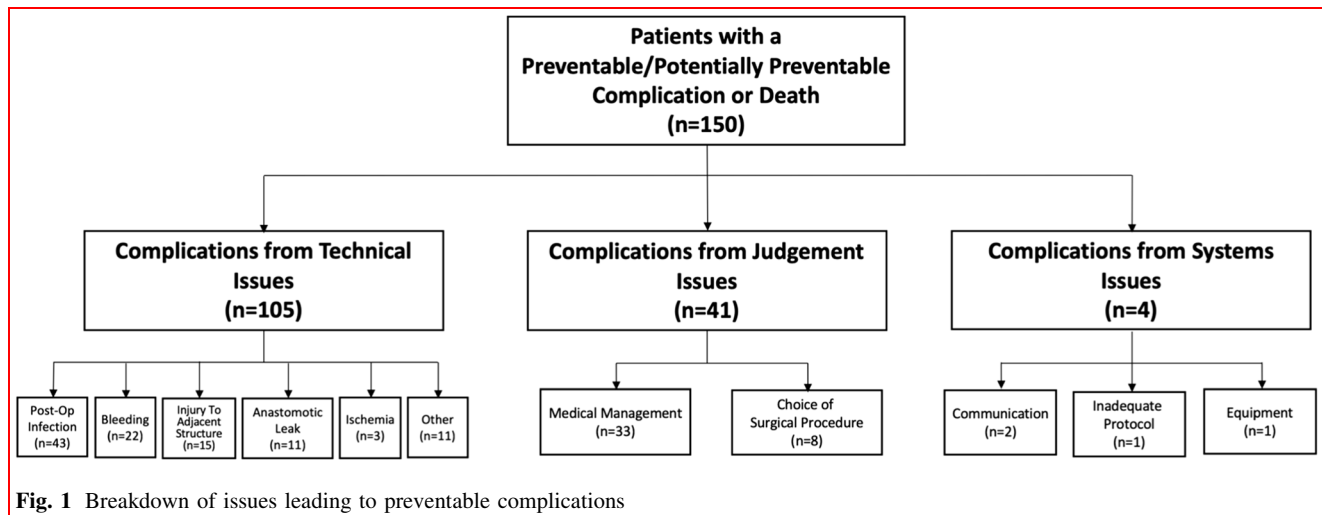 Patients with a
Preventable/Potentially Preventable
Complication or Death
(n=150)
Complications from Technical
Issues
(n=105)
Complications from Judgement
Issues
(n=41)
Complications from Systems
Issues
(n=4)
Post-Op
Infection
(n=43)
Bleeding
(n=22)
Injury To
Adjacent
Structure
(n=15)
Anastomotic
Leak
(n=11)
Ischemia
(n=3)
Other
(n=11)
Medical Management
(n=33)
Choice of
Surgical Procedure
(n=8)
Communication
(n=2)
Inadequate
Protocol
(n=1)
Equipment
(n=1)
Fig. 1 Breakdown of issues leading to preventable complications